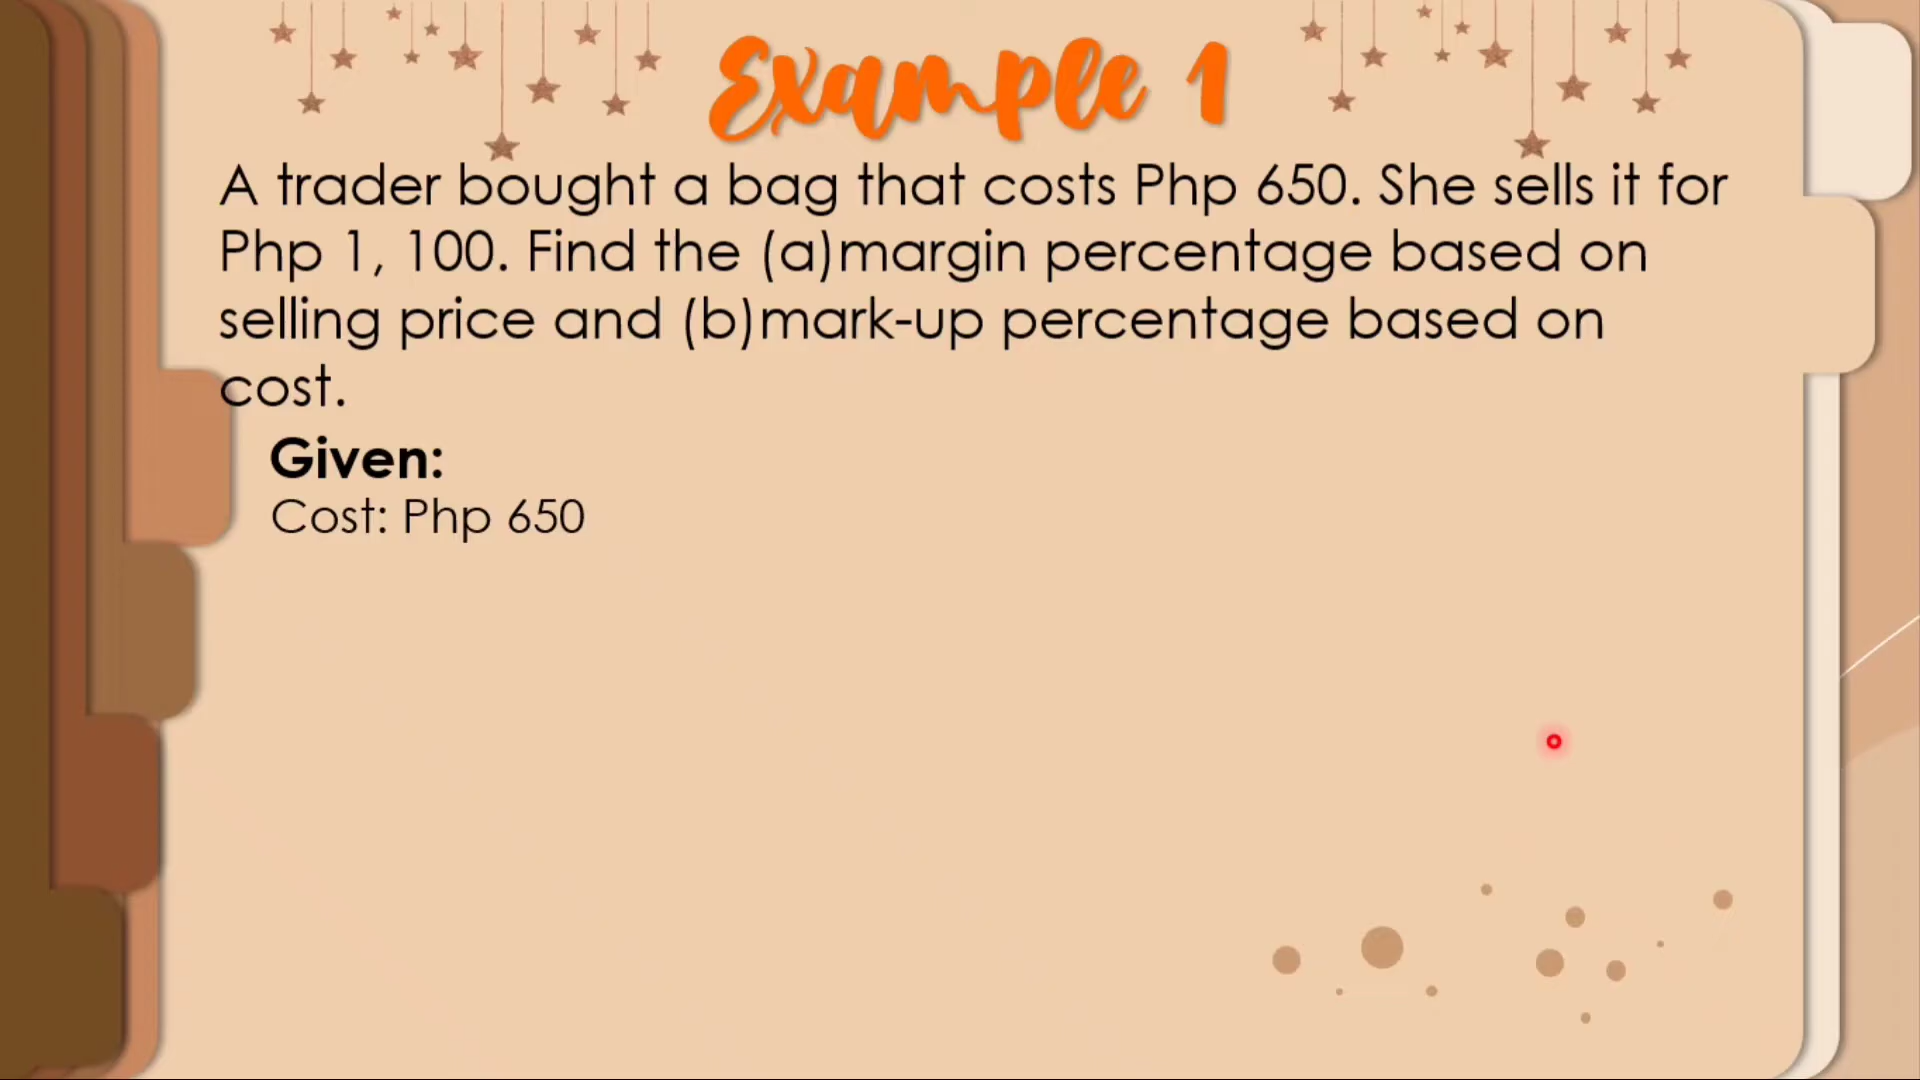 Example 1
A trader bought a bag that costs Php 650. She sells it for
Php 1, 100. Find the (a)margin percentage based on
selling price and (b)mark-up percentage based on
cost.
Given:
Cost: Php 650